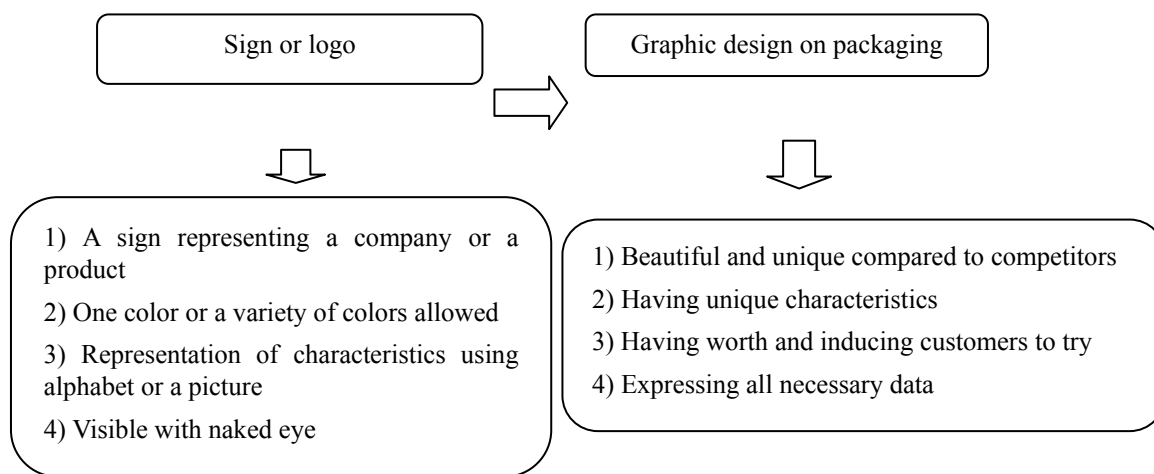 Sign or logo
Graphic design on packaging
1) A sign representing a company or a
product
2) One color or a variety of colors allowed
3) Representation of characteristics using
alphabet or a picture
4) Visible with naked eye
1) Beautiful and unique compared to competitors
2) Having unique characteristics
3) Having worth and inducing customers to try
4) Expressing all necessary data